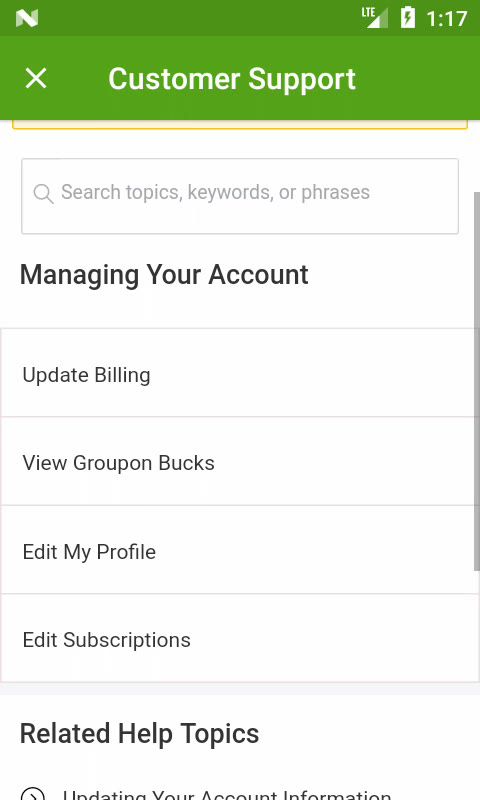 LTE 1:17
Customer Support
Search topics, keywords, or phrases
Managing Your Account
Update Billing
View Groupon Bucks
Edit My Profile
Edit Subscriptions
Related Help Topics
Updating Your Account Information